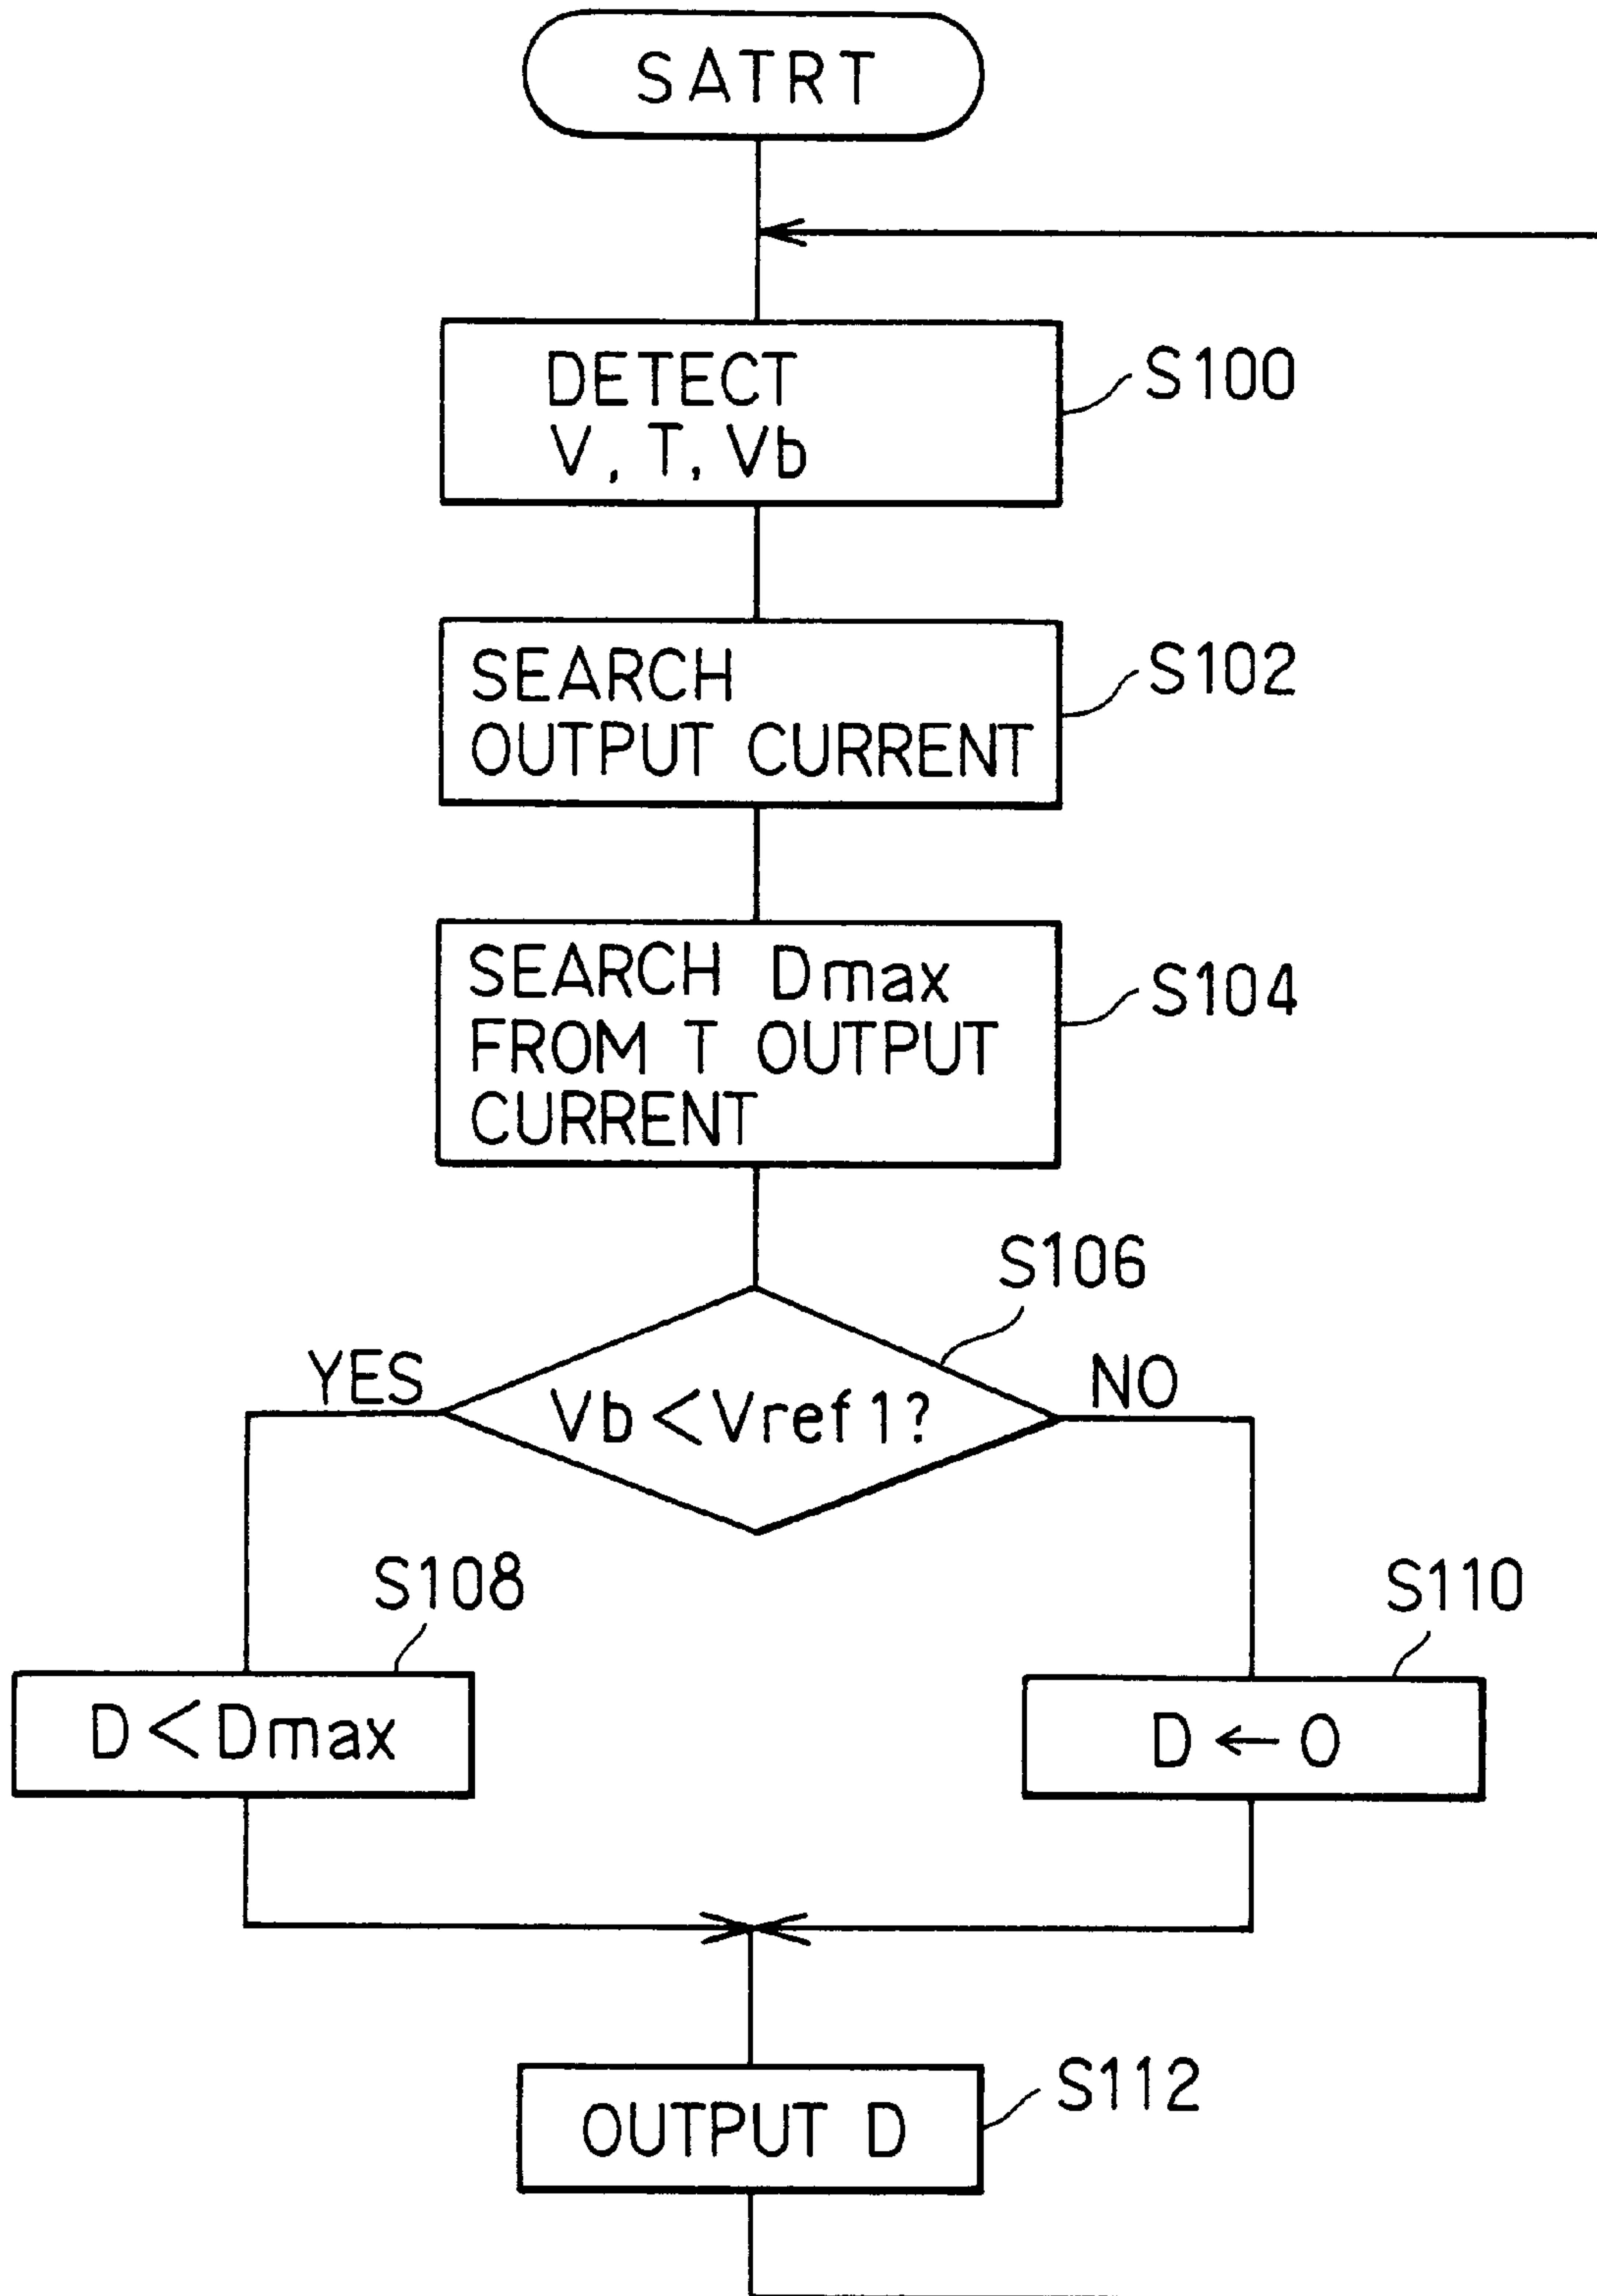 SATRT
DETECT
V, T, Vb
S100
SEARCH
OUTPUT CURRENT
S102
SEARCH Dmax
FROM T OUTPUT
CURRENT
S104
S106
YES
Vb<Vref1?
NO
S108
D<Dmax
S110
D←0
OUTPUT D
S112